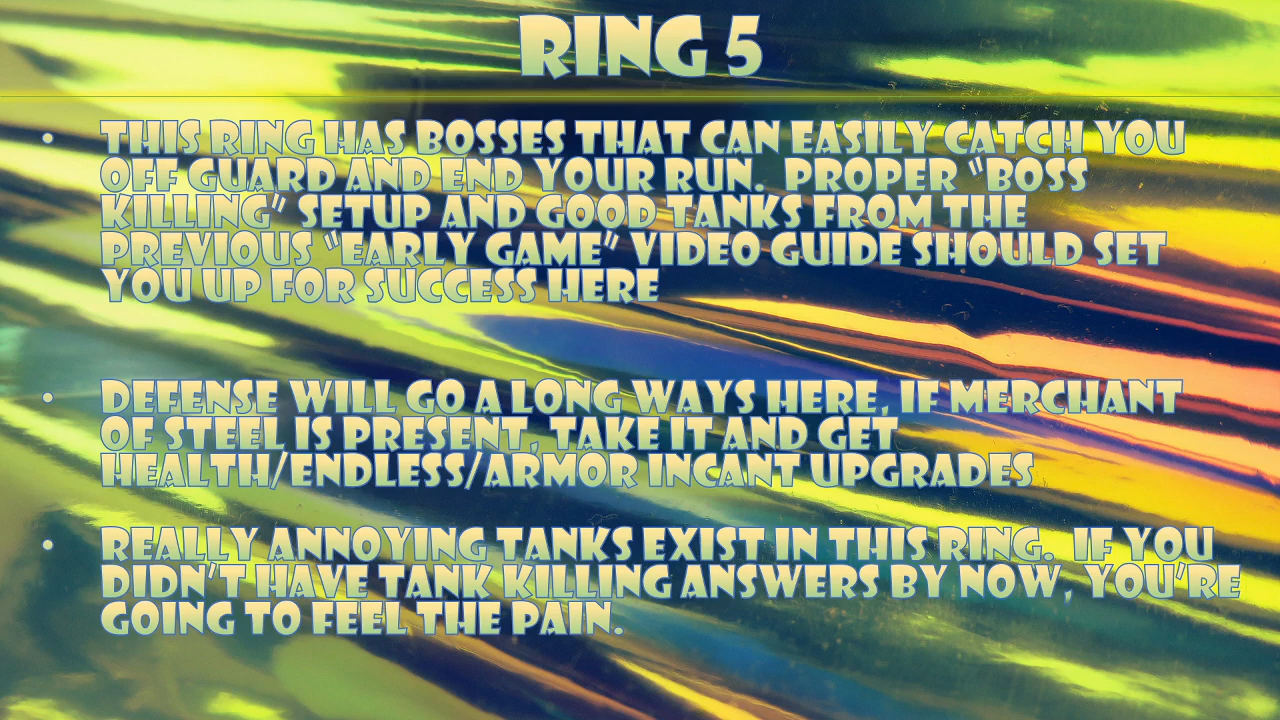 RING 5
• THIS RING HAS BOSSES THAT CAN EASILY CATCH YOU
OFF GUARD AND END YOUR RUN. PROPER "BOSS
KILLING" SETUP AND GOOD TANKS FROM THE
PREVIOUS "EARLY GAME" VIDEO GUIDE SHOULD SET
YOU UP FOR SUCCESS HERE
• DEFENSE WILL GO A LONG WAYS HERE, IF MERCHANT
OF STEEL IS PRESENT, TAKE IT AND GET
HEALTH/ENDLESS/ARMOR INCANT UPGRADES
• REALLY ANNOYING TANKS EXIST IN THIS RING. IF YOU
DIDN'T HAVE TANK KILLING ANSWERS BY NOW, YOU'RE
GOING TO FEEL THE PAIN.